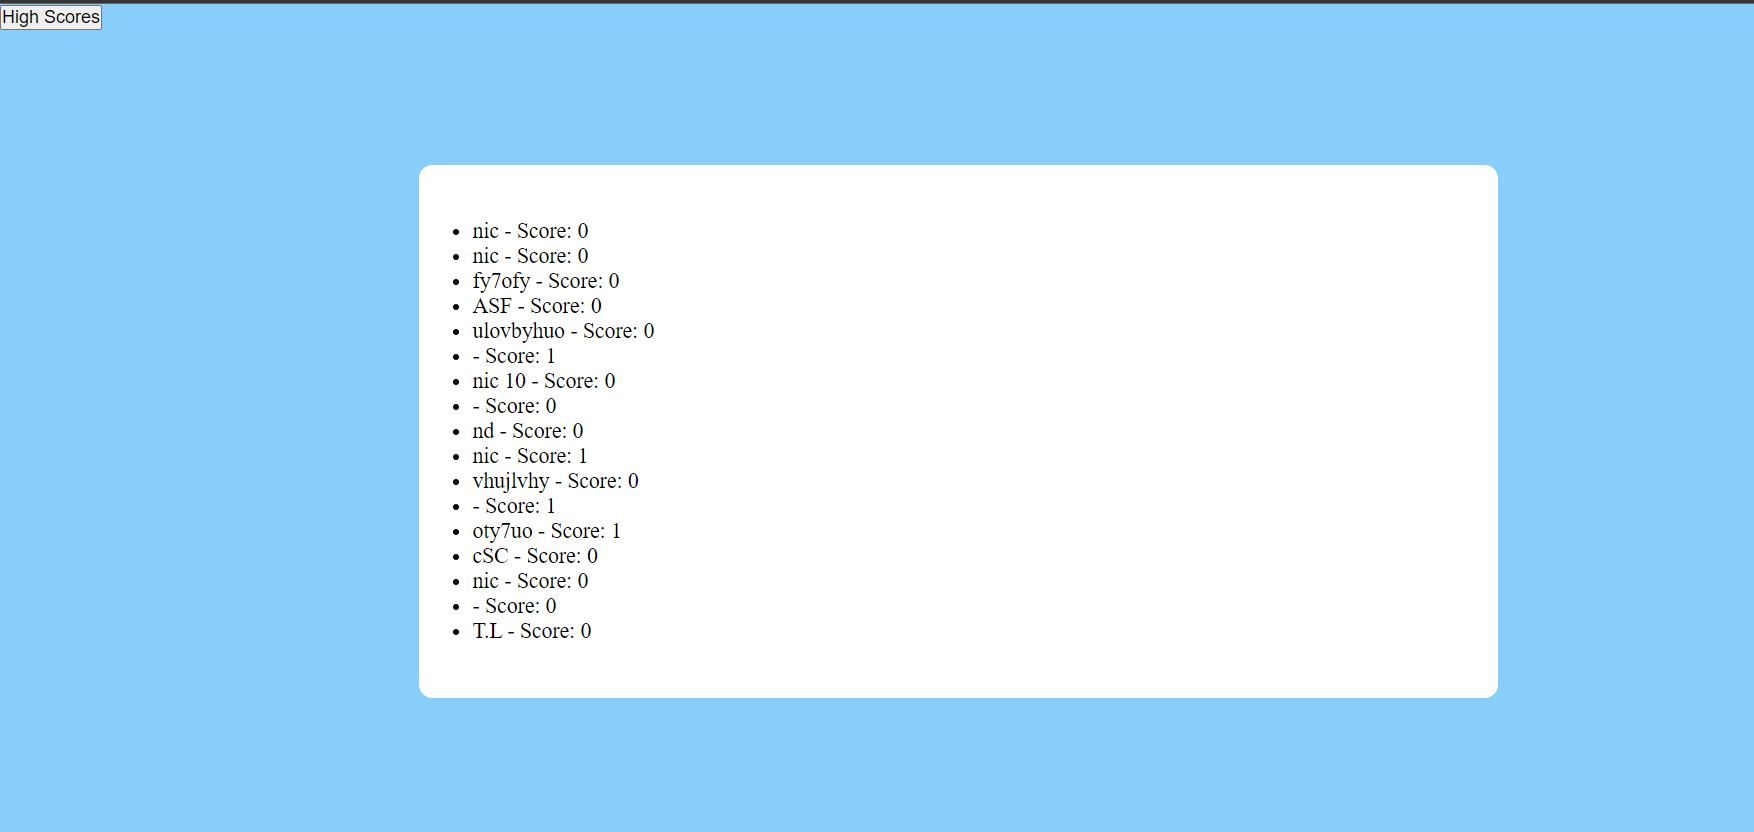 High Scores
nic - Score: 0
nic - Score: 0
fy7ofy - Score: 0
ASF - Score: 0
ulovbyhuo - Score: 0
- Score: 1
nic 10 - Score: 0
- Score: 0
nd - Score: 0
nic - Score: 1
vhujlvhy - Score: 0
- Score: 1
oty7uo - Score: 1
cSC - Score: 0
nic - Score: 0
- Score: 0
T.L - Score: 0